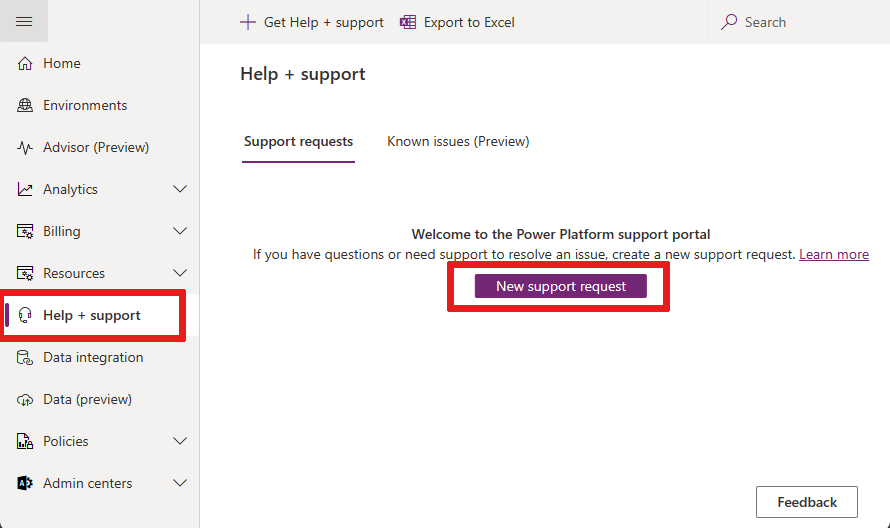 Get Help + support
Export to Excel
Search
Home
Environments
Advisor (Preview)
Analytics
Billing
Resources
Help + support
Data integration
Data (preview)
Policies
Admin centers
Help + support
Support requests
Known issues (Preview)
Welcome to the Power Platform support portal
If you have questions or need support to resolve an issue, create a new support request. Learn more
New support request
Feedback